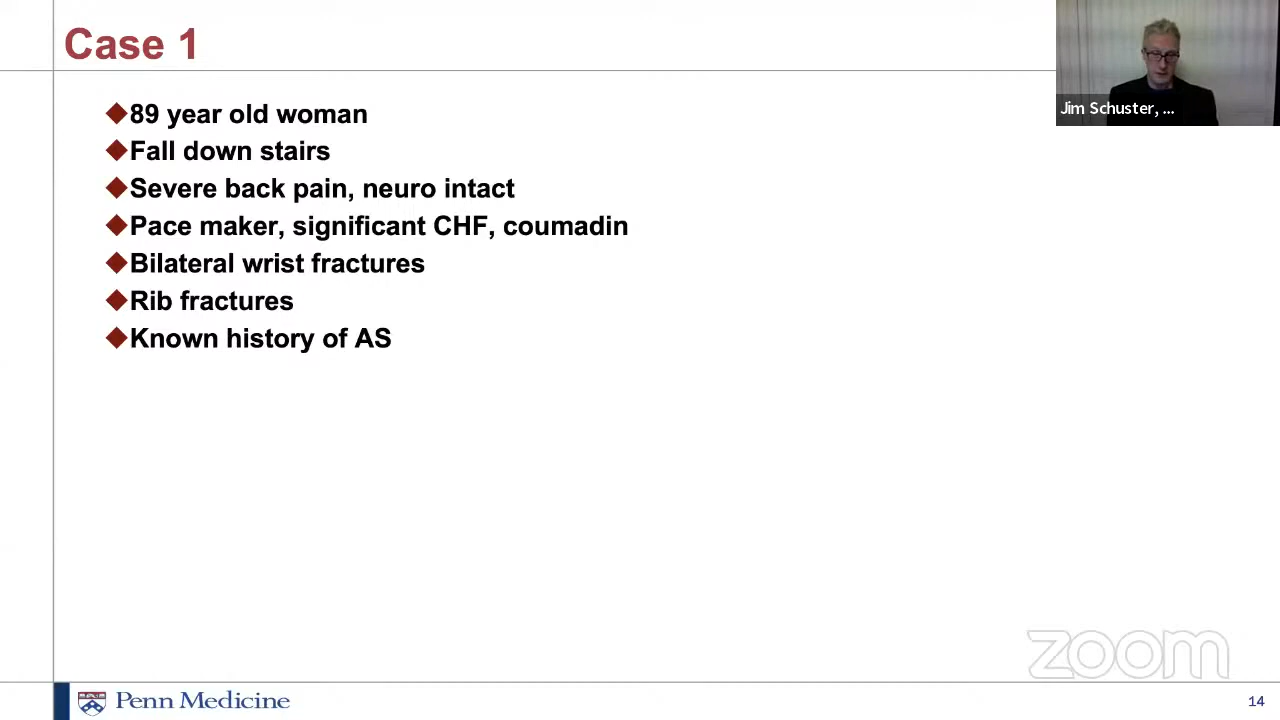 Case 1
Jim Schuster, ...
89 year old woman
Fall down stairs
Severe back pain, neuro intact
Pace maker, significant CHF, coumadin
Bilateral wrist fractures
Rib fractures
Known history of AS
zoom
Penn Medicine
14